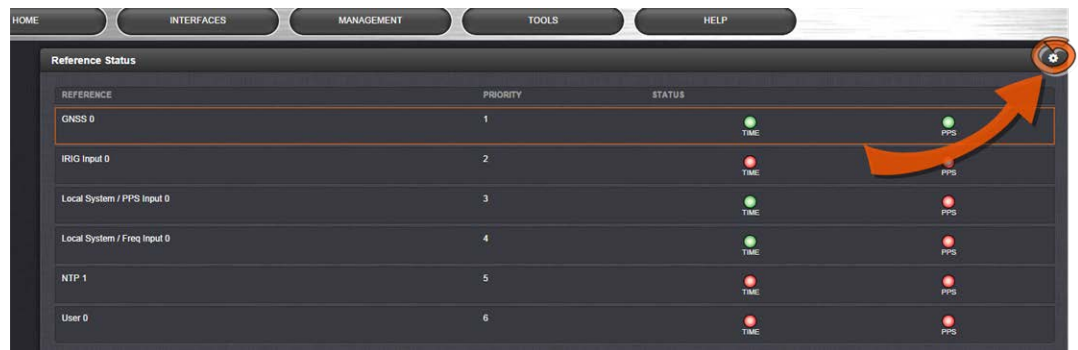 HOME INTERFACES MANAGEMENT TOOLS HELP
Reference Status
REFERENCE PRIORITY STATUS
GNSS 0 1 TIME PPS
IRIG Input 0 2 TIME PPS
Local System / PPS Input 0 3 TIME PPS
Local System / Freq Input 0 4 TIME PPS
NTP 1 5 TIME PPS
User 0 6 TIME PPS